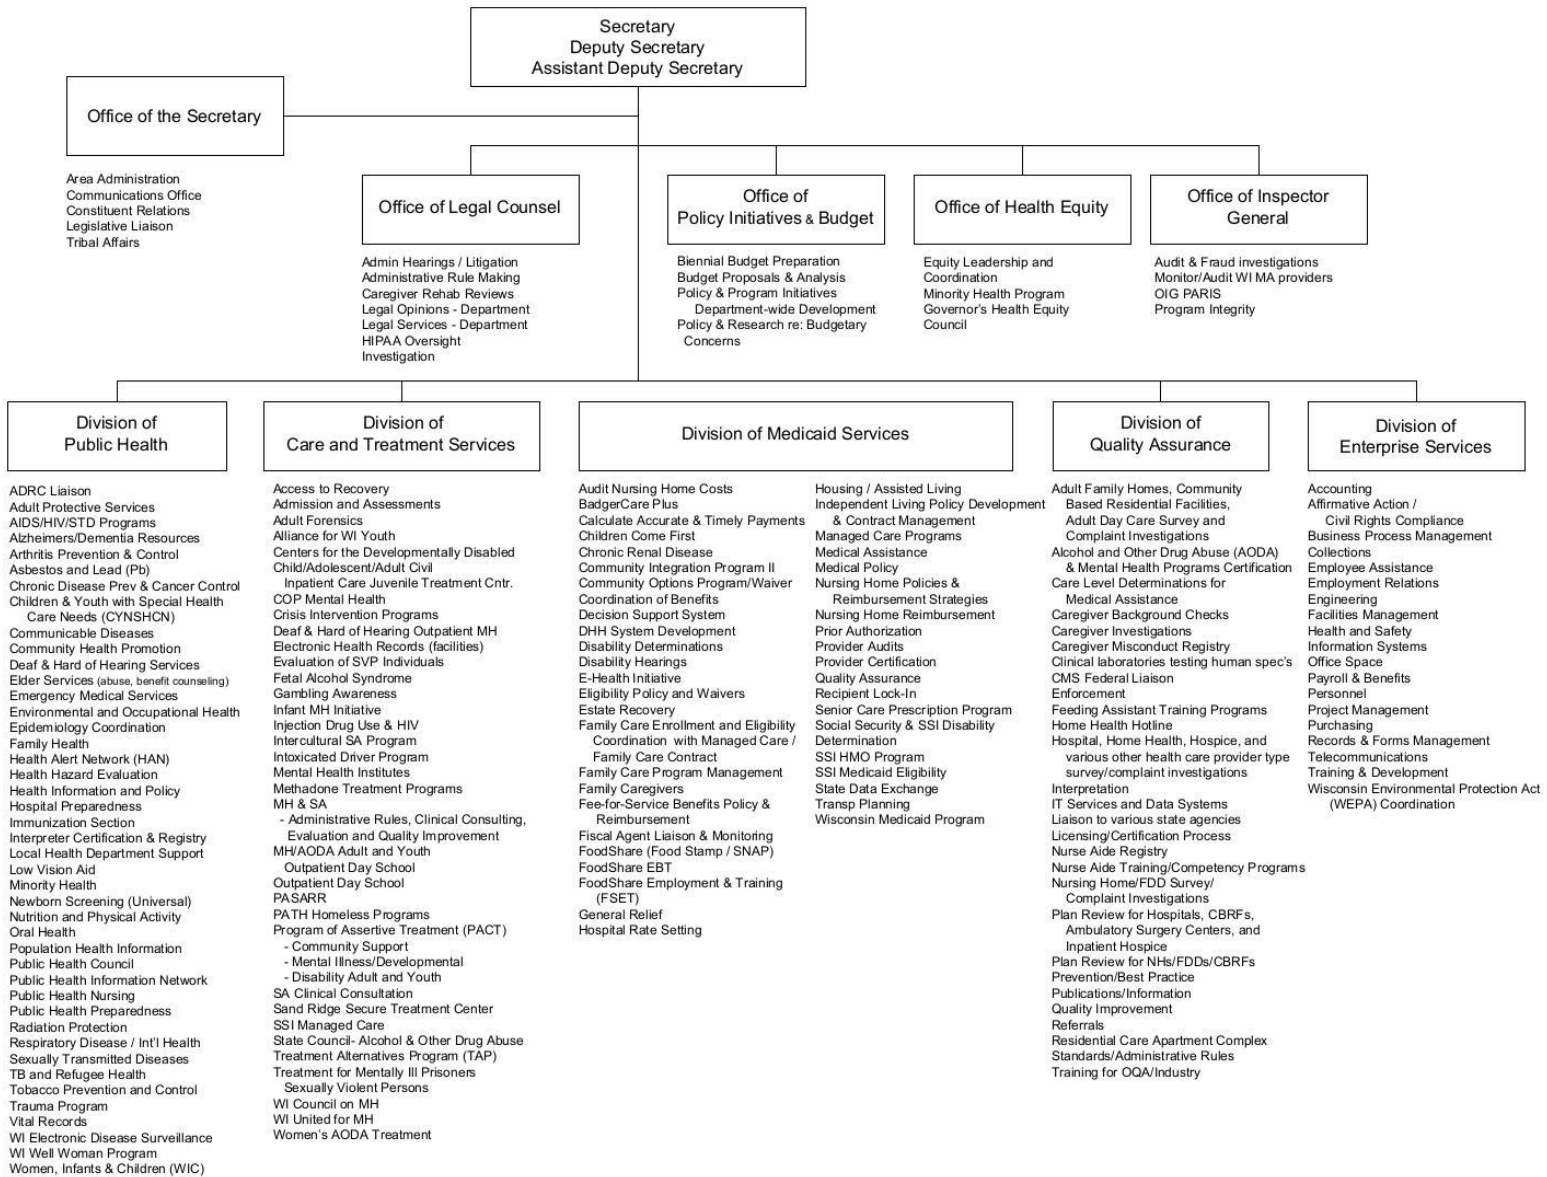 Secretary
Deputy Secretary
Assistant Deputy Secretary
Office of the Secretary
Area Administration
Communications Office
Constituent Relations
Legislative Liaison
Tribal Affairs
Office of Legal Counsel
Admin Hearings / Litigation
Administrative Rule Making
Caregiver Rehab Reviews
Legal Opinions - Department
Legal Services - Department
HIPAA Oversight
Investigation
Office of
Policy Initiatives & Budget
Biennial Budget Preparation
Budget Proposals & Analysis
Policy & Program Initiatives
Department-wide Development
Policy & Research re: Budgetary
Concerns
Office of Health Equity
Equity Leadership and
Coordination
Minority Health Program
Governor's Health Equity
Council
Office of Inspector
General
Audit & Fraud investigations
Monitor/Audit WI MA providers
OIG PARIS
Program Integrity
Division of
Public Health
ADRC Liaison
Adult Protective Services
AIDS/HIV/STD Programs
Alzheimers/Dementia Resources
Arthritis Prevention & Control
Asbestos and Lead (Pb)
Chronic Disease Prev & Cancer Control
Children & Youth with Special Health
Care Needs (CYNSHCN)
Communicable Diseases
Community Health Promotion
Deaf & Hard of Hearing Services
Elder Services (abuse, benefit counseling)
Emergency Medical Services
Environmental and Occupational Health
Epidemiology Coordination
Family Health
Health Alert Network (HAN)
Health Hazard Evaluation
Health Information and Policy
Hospital Preparedness
Immunization Section
Interpreter Certification & Registry
Local Health Department Support
Low Vision Aid
Minority Health
Newborn Screening (Universal)
Nutrition and Physical Activity
Oral Health
Population Health Information
Public Health Council
Public Health Information Network
Public Health Nursing
Public Health Preparedness
Radiation Protection
Respiratory Disease / Int'l Health
Sexually Transmitted Diseases
TB and Refugee Health
Tobacco Prevention and Control
Trauma Program
Vital Records
WI Electronic Disease Surveillance
WI Well Woman Program
Women, Infants & Children (WIC)
Division of
Care and Treatment Services
Access to Recovery
Admission and Assessments
Adult Forensics
Alliance for WI Youth
Centers for the Developmentally Disabled
Child/Adolescent/Adult Civil
Inpatient Care Juvenile Treatment Cntr.
COP Mental Health
Crisis Intervention Programs
Deaf & Hard of Hearing Outpatient MH
Electronic Health Records (facilities)
Evaluation of SVP Individuals
Fetal Alcohol Syndrome
Gambling Awareness
Infant MH Initiative
Injection Drug Use & HIV
Intercultural SA Program
Intoxicated Driver Program
Mental Health Institutes
Methadone Treatment Programs
MH & SA
- Administrative Rules, Clinical Consulting,
Evaluation and Quality Improvement
MH/AODA Adult and Youth
Outpatient Day School
Outpatient Day School
PASARR
PATH Homeless Programs
Program of Assertive Treatment (PACT)
- Community Support
- Mental Illness/Developmental
- Disability Adult and Youth
SA Clinical Consultation
Sand Ridge Secure Treatment Center
SSI Managed Care
State Council- Alcohol & Other Drug Abuse
Treatment Alternatives Program (TAP)
Treatment for Mentally Ill Prisoners
Sexually Violent Persons
WI Council on MH
WI United for MH
Women's AODA Treatment
Division of Medicaid Services
Audit Nursing Home Costs
BadgerCare Plus
Calculate Accurate & Timely Payments
Children Come First
Chronic Renal Disease
Community Integration Program II
Community Options Program/Waiver
Coordination of Benefits
Decision Support System
DHH System Development
Disability Determinations
Disability Hearings
E-Health Initiative
Eligibility Policy and Waivers
Estate Recovery
Family Care Enrollment and Eligibility
Coordination with Managed Care /
Family Care Contract
Family Care Program Management
Family Caregivers
Fee-for-Service Benefits Policy &
Reimbursement
Fiscal Agent Liaison & Monitoring
FoodShare (Food Stamp / SNAP)
FoodShare EBT
FoodShare Employment & Training
(FSET)
General Relief
Hospital Rate Setting
Housing / Assisted Living
Independent Living Policy Development
& Contract Management
Managed Care Programs
Medical Assistance
Medical Policy
Nursing Home Policies &
Reimbursement Strategies
Nursing Home Reimbursement
Prior Authorization
Provider Audits
Provider Certification
Quality Assurance
Recipient Lock-In
Senior Care Prescription Program
Social Security & SSI Disability
Determination
SSI HMO Program
SSI Medicaid Eligibility
State Data Exchange
Transp Planning
Wisconsin Medicaid Program
Division of
Quality Assurance
Adult Family Homes, Community
Based Residential Facilities,
Adult Day Care Survey and
Complaint Investigations
Alcohol and Other Drug Abuse (AODA)
& Mental Health Programs Certification
Care Level Determinations for
Medical Assistance
Caregiver Background Checks
Caregiver Investigations
Caregiver Misconduct Registry
Clinical laboratories testing human spec's
CMS Federal Liaison
Enforcement
Feeding Assistant Training Programs
Home Health Hotline
Hospital, Home Health, Hospice, and
various other health care provider type
survey/complaint investigations
Interpretation
IT Services and Data Systems
Liaison to various state agencies
Licensing/Certification Process
Nurse Aide Registry
Nurse Aide Training/Competency Programs
Nursing Home/FDD Survey/
Complaint Investigations
Plan Review for Hospitals, CBRFs,
Ambulatory Surgery Centers, and
Inpatient Hospice
Plan Review for NHs/FDDs/CBRFs
Prevention/Best Practice
Publications/Information
Quality Improvement
Referrals
Residential Care Apartment Complex
Standards/Administrative Rules
Training for OQA/Industry
Division of
Enterprise Services
Accounting
Affirmative Action /
Civil Rights Compliance
Business Process Management
Collections
Employee Assistance
Employment Relations
Engineering
Facilities Management
Health and Safety
Information Systems
Office Space
Payroll & Benefits
Personnel
Project Management
Purchasing
Records & Forms Management
Telecommunications
Training & Development
Wisconsin Environmental Protection Act
(WEPA) Coordination